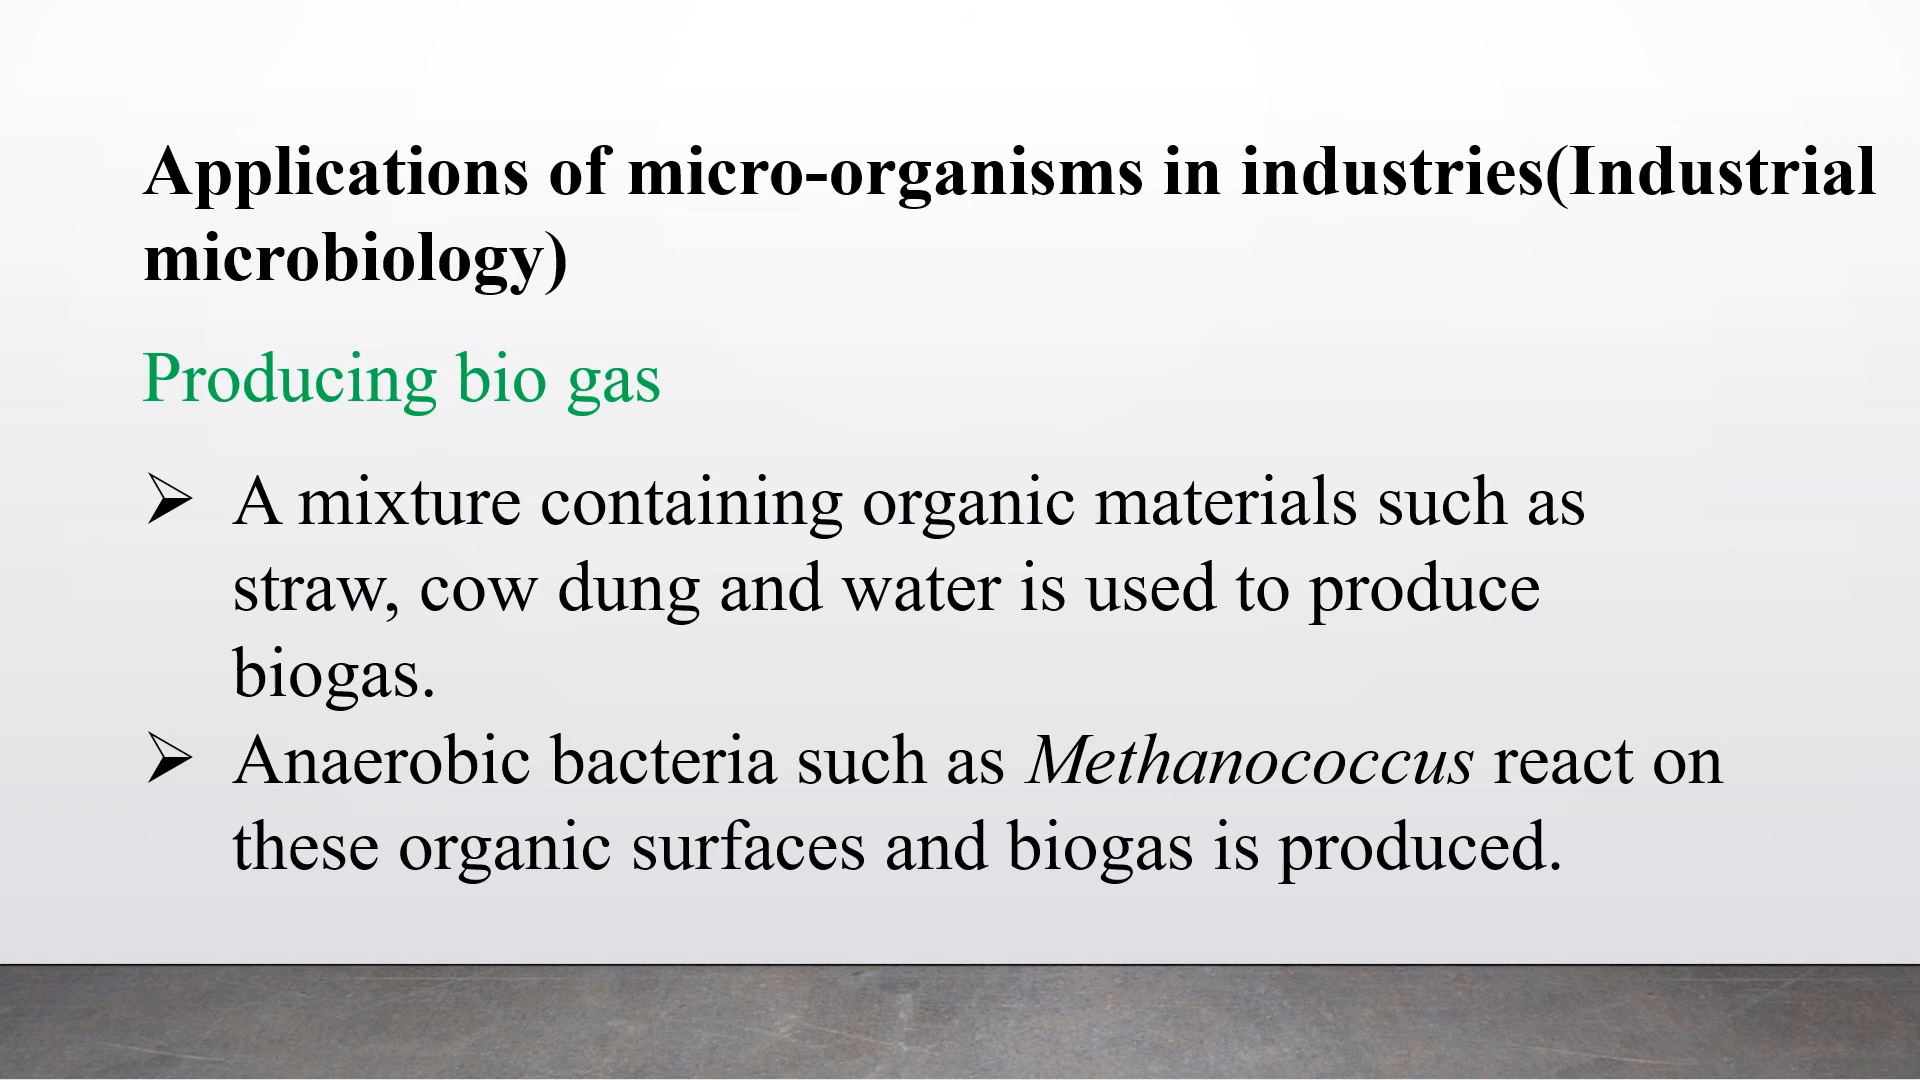 Applications of micro-organisms in industries(Industrial
microbiology)
Producing bio gas
➢ A mixture containing organic materials such as
straw, cow dung and water is used to produce
biogas.
➢ Anaerobic bacteria such as Methanococcus react on
these organic surfaces and biogas is produced.